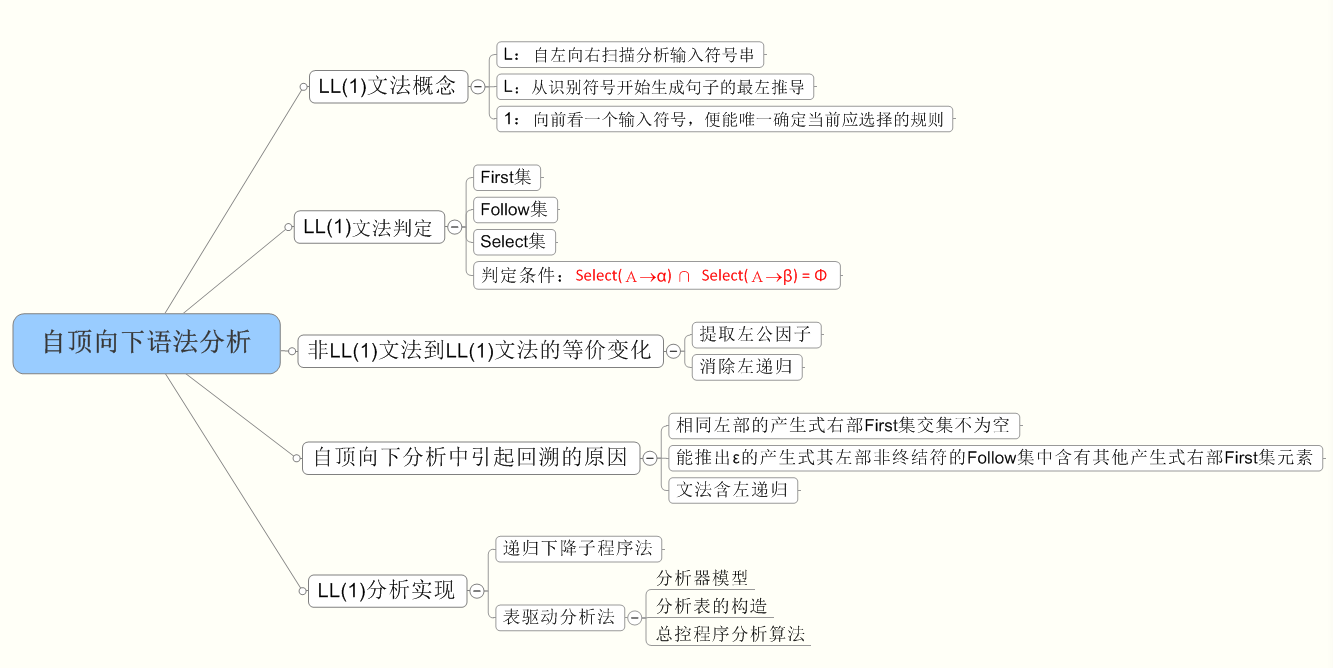 自顶向下语法分析
LL(1)文法概念
L： 自左向右扫描分析输入符号串
L：从识别符号开始生成句子的最左推导
1： 向前看一个输入符号，便能唯一确定当前应选择的规则
LL(1)文法判定
First集
Follow集
Select集
判定条件：Select(A→α) ∩ Select(A→β) = Φ
非LL(1)文法到LL(1)文法的等价变化
提取左公因子
消除左递归
自顶向下分析中引起回溯的原因
相同左部的产生式右部First集交集不为空
能推出ε的产生式其左部非终结符的Follow集中含有其他产生式右部First集元素
文法含左递归
LL(1)分析实现
递归下降子程序法
表驱动分析法
分析器模型
分析表的构造
总控程序分析算法